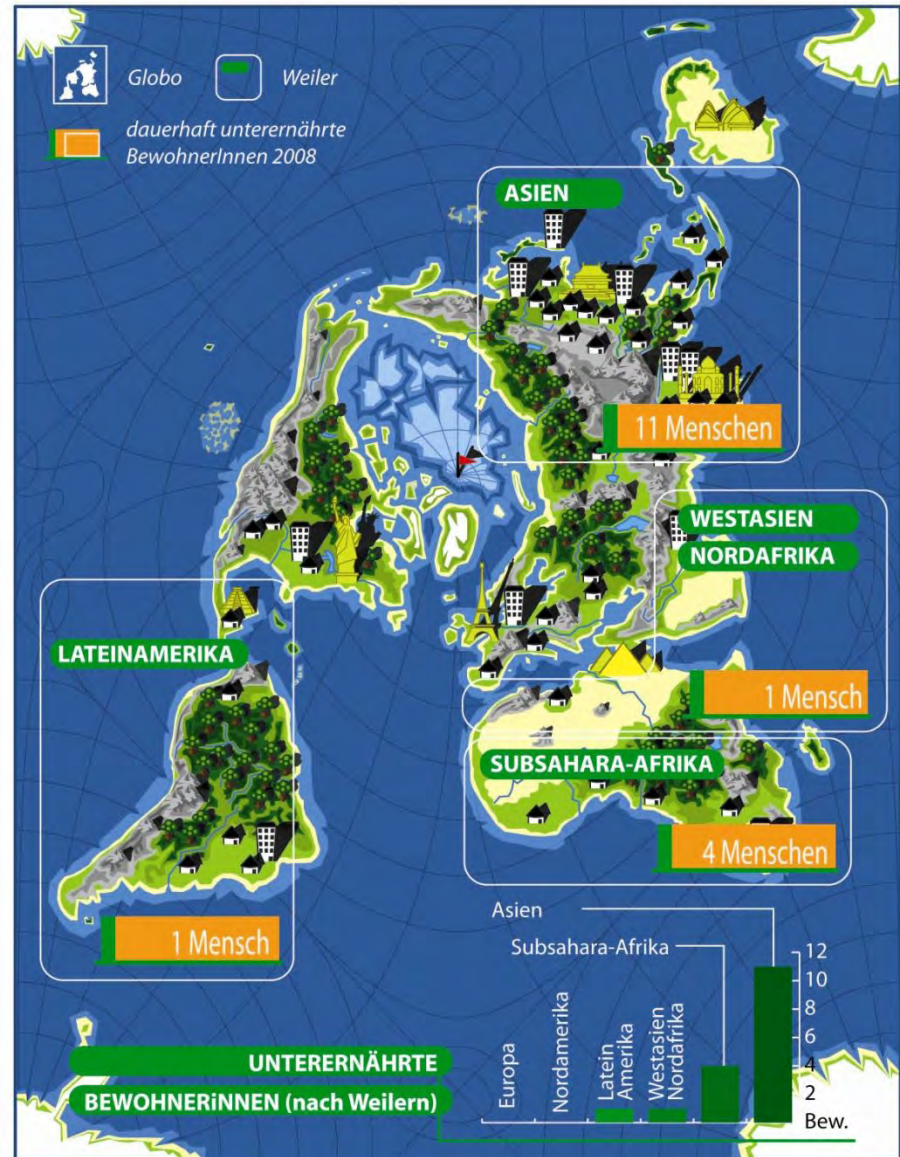 Globo
Weiler
dauerhaft unterernährte
BewohnerInnen 2008
ASIEN
11 Menschen
WESTASIEN
NORDAFRIKA
1 Mensch
LATEINAMERIKA
1 Mensch
SUBSAHARA-AFRIKA
4 Menschen
Asien
Subsahara-Afrika
Europa
Nordamerika
Latein
Amerika
Westasien
Nordafrika
12
10
8
6
4
2
Bew.
UNTERERNÄHRTE
BEWOHNERiNNEN (nach Weilern)